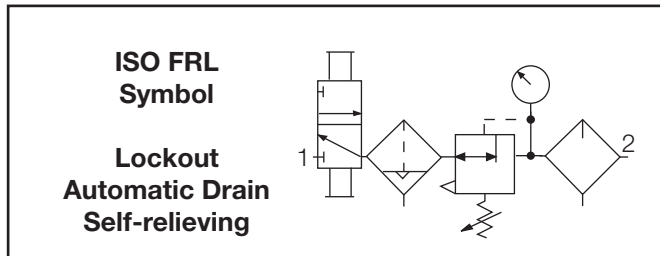 ISO FRL
Symbol
Lockout
Automatic Drain
Self-relieving
1
2